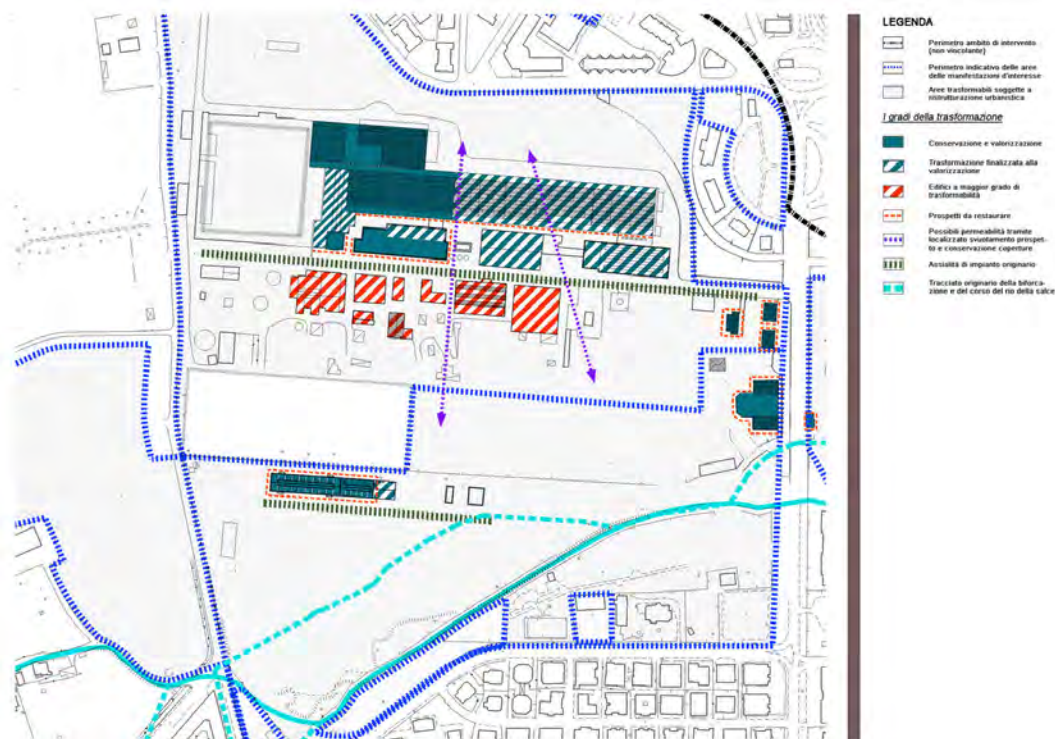 LEGENDA
Perimetro ambito di intervento
(non vincolante)
Perimetro indicativo delle aree
delle manifestazioni d'interesse
Aree trasformabili soggette a
ristrutturazione urbanistica
I gradi della trasformazione
Conservazione e valorizzazione
Trasformazione finalizzata alla
valorizzazione
Edifici a maggior grado di
trasformabilità
Prospetti da restaurare
Possibili permeabilità tramite
localizzato svuotamento prospet-
to e conservazione coperture
Assialità di impianto originario
Tracciato originario della biforca-
zione e del corso del rio della salce